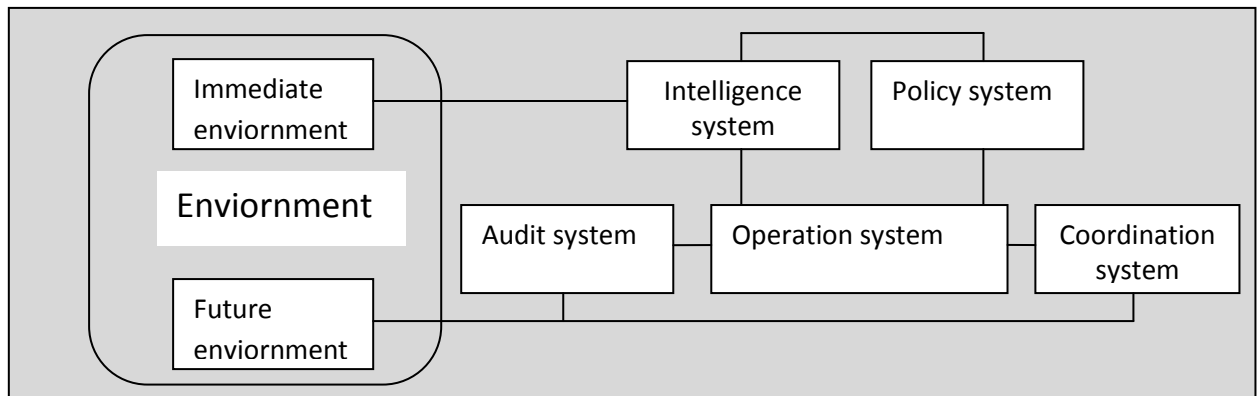 Immediate
enviornment
Intelligence
system
Policy system
Enviornment
Audit system
Operation system
Coordination
system
Future
enviornment